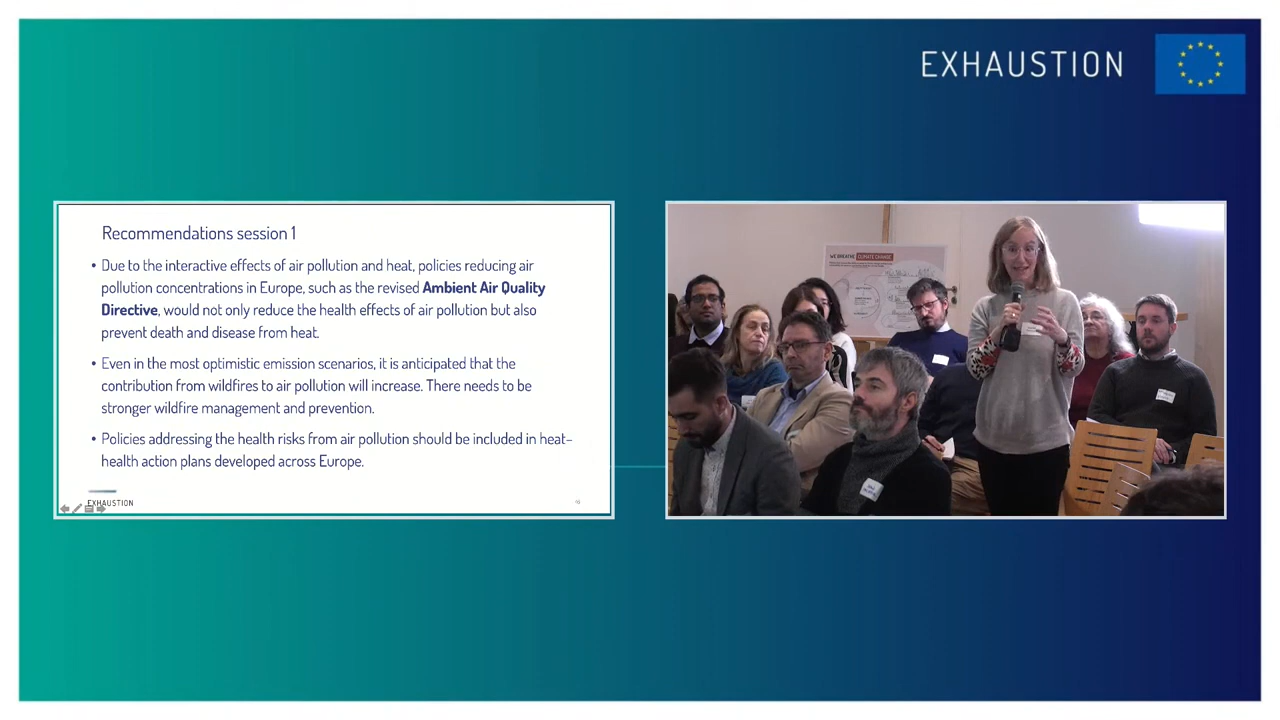 EXHAUSTION
Recommendations session 1
• Due to the interactive effects of air pollution and heat, policies reducing air
pollution concentrations in Europe, such as the revised Ambient Air Quality
Directive, would not only reduce the health effects of air pollution but also
prevent death and disease from heat.
• Even in the most optimistic emission scenarios, it is anticipated that the
contribution from wildfires to air pollution will increase. There needs to be
stronger wildfire management and prevention.
• Policies addressing the health risks from air pollution should be included in heat–
health action plans developed across Europe.
EXHAUSTION
WE BREATHE CLIMATE CHANGE